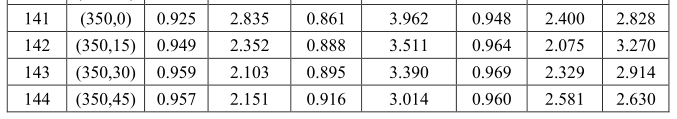 141 (350,0) 0.925 2.835 0.861 3.962 0.948 2.400 2.828
142 (350,15) 0.949 2.352 0.888 3.511 0.964 2.075 3.270
143 (350,30) 0.959 2.103 0.895 3.390 0.969 2.329 2.914
144 (350,45) 0.957 2.151 0.916 3.014 0.960 2.581 2.630